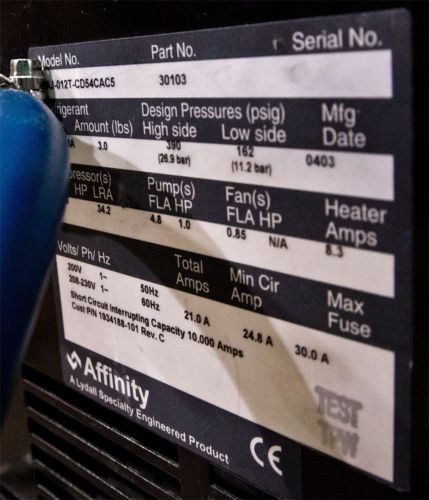 Model No. Part No. Serial No.
-012T-CD54CAC5 30103
Design Pressures (psig) Mfg
Amount (lbs) High side Low side Date
3.0 390 162 0403
(26.9 bar) (11.2 bar)
Pump(s) Fan(s) Heater
HP LRA FLA HP FLA HP Amps
34.2 4.8 1.0 0.85 N/A 8.3
Volts/ Ph/ Hz Total Min Cir Max
Amps Amp Fuse
200V 1~ 50Hz
208-230V 1~ 60Hz 21.0 A 24.8 A 30.0 A
Short Circuit Interrupting Capacity 10,000 Amps
Cust P/N 1934188-101 Rev. C
Affinity
A Lydall Specialty Engineered Product
CE
TEST